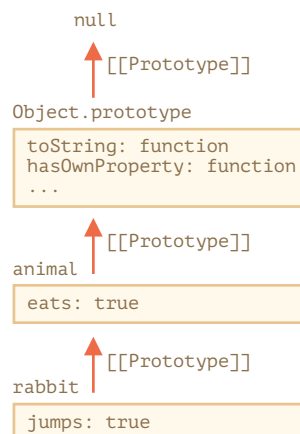 null
[[Prototype]]
Object.prototype
toString: function
hasOwnProperty: function
...
[[Prototype]]
animal
eats: true
[[Prototype]]
rabbit
jumps: true